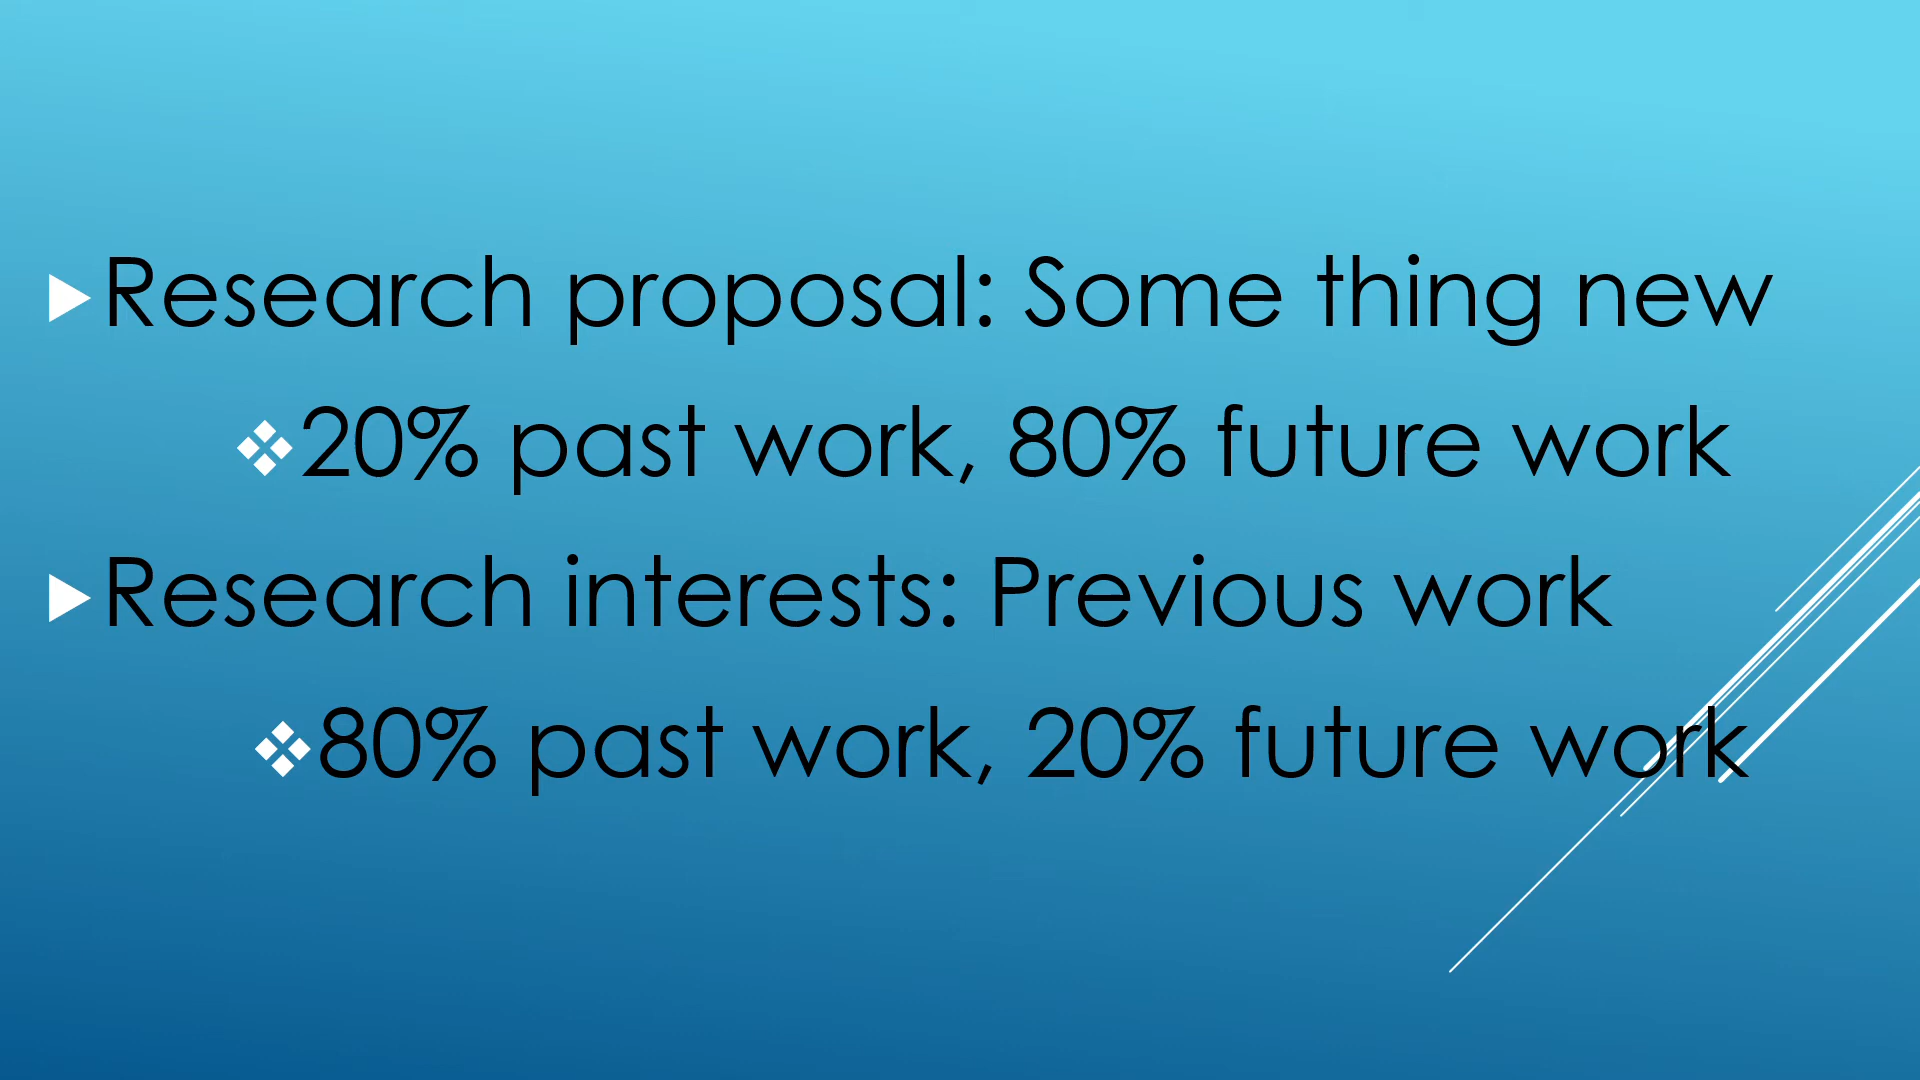 Research proposal: Some thing new
20% past work, 80% future work
Research interests: Previous work
80% past work, 20% future work